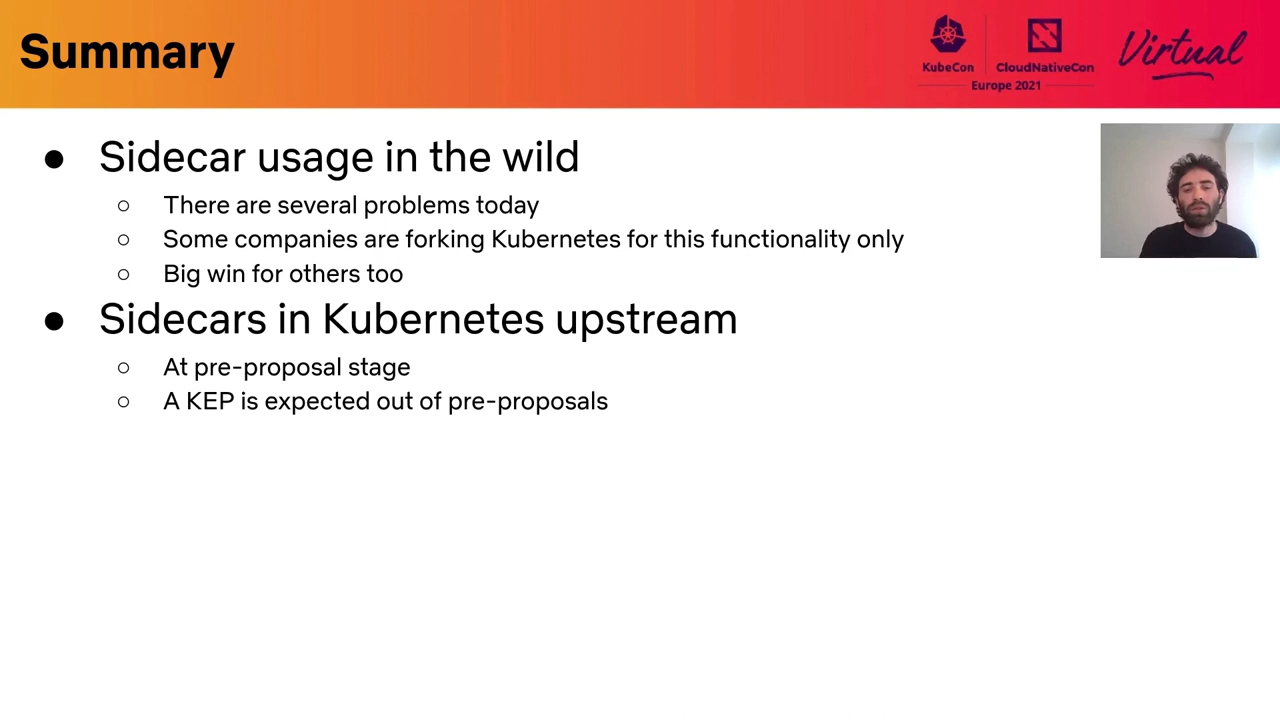 Summary
KubeCon
CloudNativeCon
Europe 2021
Virtual
● Sidecar usage in the wild
○ There are several problems today
○ Some companies are forking Kubernetes for this functionality only
○ Big win for others too
● Sidecars in Kubernetes upstream
○ At pre-proposal stage
○ A KEP is expected out of pre-proposals